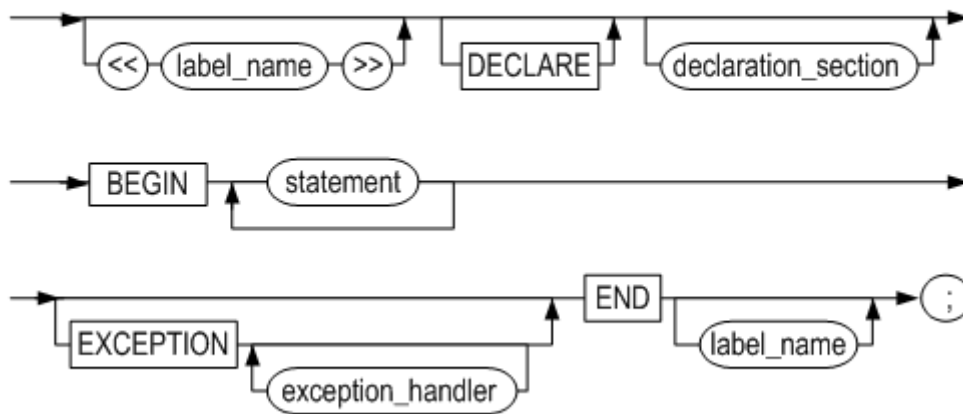 << label_name >> DECLARE declaration_section
BEGIN statement
EXCEPTION exception_handler END label_name ;